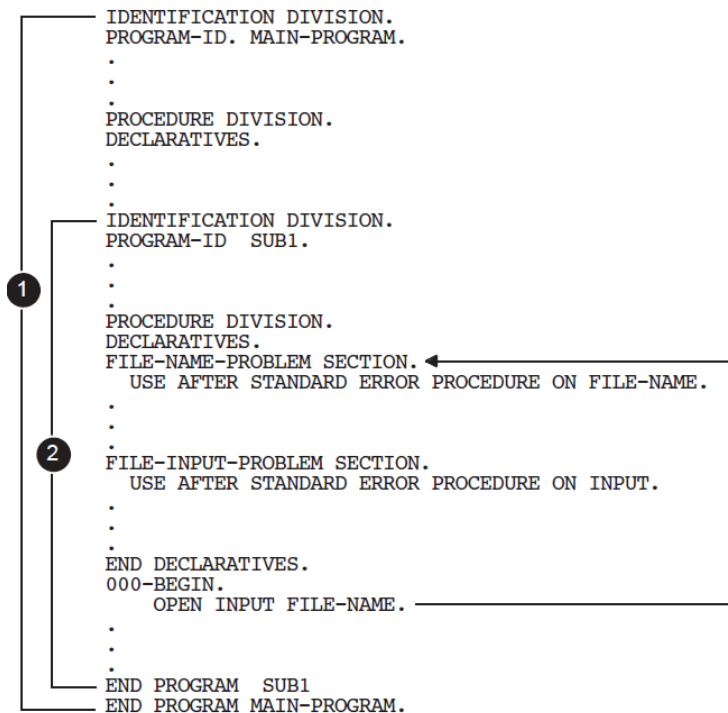 IDENTIFICATION DIVISION.
PROGRAM-ID. MAIN-PROGRAM.
.
.
.
PROCEDURE DIVISION.
DECLARATIVES.
.
.
.
IDENTIFICATION DIVISION.
PROGRAM-ID  SUB1.
.
1
.
.
PROCEDURE DIVISION.
DECLARATIVES.
FILE-NAME-PROBLEM SECTION.
USE AFTER STANDARD ERROR PROCEDURE ON FILE-NAME.
.
.
.
2
FILE-INPUT-PROBLEM SECTION.
USE AFTER STANDARD ERROR PROCEDURE ON INPUT.
.
.
.
END DECLARATIVES.
000-BEGIN.
OPEN INPUT FILE-NAME.
.
.
.
END PROGRAM  SUB1
END PROGRAM MAIN-PROGRAM.